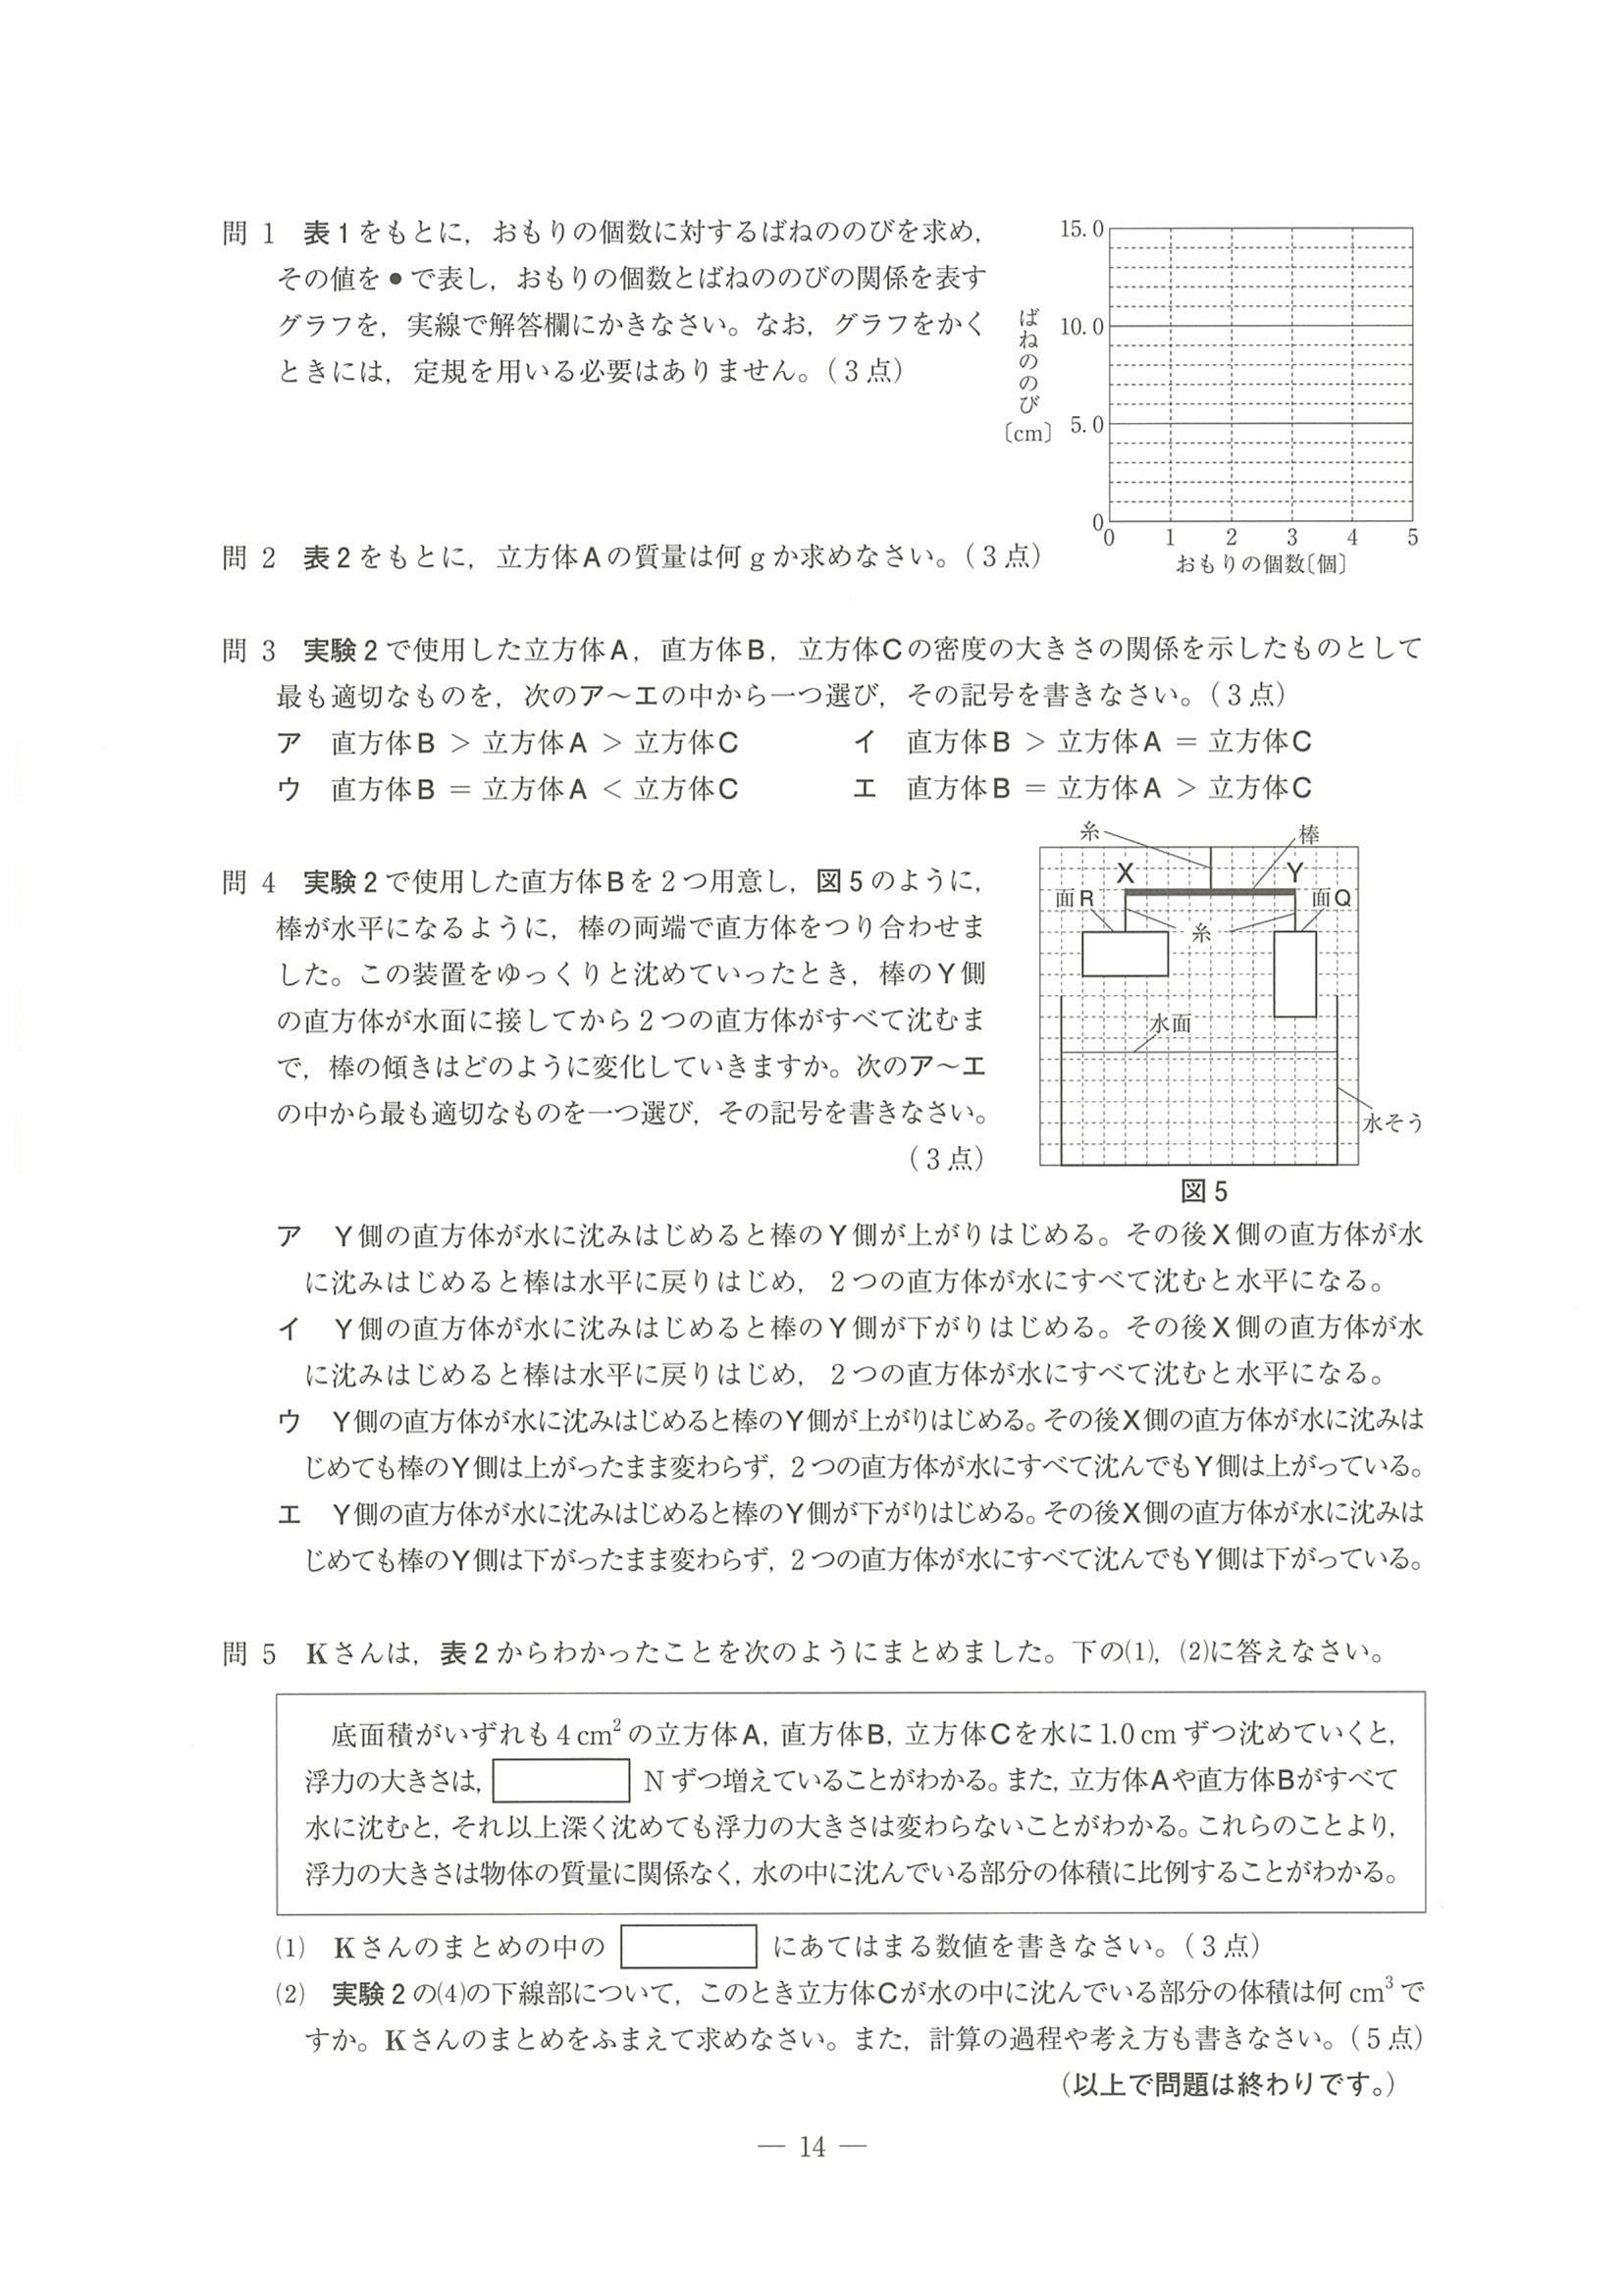 問 1 表1をもとに，おもりの個数に対するばねののびを求め，
その値を●で表し，おもりの個数とばねののびの関係を表す
グラフを，実線で解答欄にかきなさい。なお，グラフをかく
ときには，定規を用いる必要はありません。（3点）
15.0
10.0
5.0
0
ばねののび
〔cm〕
0 1 2 3 4 5
おもりの個数〔個〕
問 2 表2をもとに，立方体Aの質量は何gか求めなさい。（3点）
問 3 実験2で使用した立方体A，直方体B，立方体Cの密度の大きさの関係を示したものとして
最も適切なものを，次のア～エの中から一つ選び，その記号を書きなさい。（3点）
ア 直方体B > 立方体A > 立方体C イ 直方体B > 立方体A = 立方体C
ウ 直方体B = 立方体A < 立方体C エ 直方体B = 立方体A > 立方体C
問 4 実験2で使用した直方体Bを2つ用意し，図5のように，
棒が水平になるように，棒の両端で直方体をつり合わせま
した。この装置をゆっくりと沈めていったとき，棒のY側
の直方体が水面に接してから2つの直方体がすべて沈むま
で，棒の傾きはどのように変化していきますか。次のア～エ
の中から最も適切なものを一つ選び，その記号を書きなさい。
（3点）
糸 棒
X Y
面R 面Q
糸
水面
水そう
図5
ア Y側の直方体が水に沈みはじめると棒のY側が上がりはじめる。その後X側の直方体が水
に沈みはじめると棒は水平に戻りはじめ，2つの直方体が水にすべて沈むと水平になる。
イ Y側の直方体が水に沈みはじめると棒のY側が下がりはじめる。その後X側の直方体が水
に沈みはじめると棒は水平に戻りはじめ，2つの直方体が水にすべて沈むと水平になる。
ウ Y側の直方体が水に沈みはじめると棒のY側が上がりはじめる。その後X側の直方体が水に沈みは
じめても棒のY側は上がったまま変わらず，2つの直方体が水にすべて沈んでもY側は上がっている。
エ Y側の直方体が水に沈みはじめると棒のY側が下がりはじめる。その後X側の直方体が水に沈みは
じめても棒のY側は下がったまま変わらず，2つの直方体が水にすべて沈んでもY側は下がっている。
問 5 Kさんは，表2からわかったことを次のようにまとめました。下の(1)，(2)に答えなさい。
底面積がいずれも4cm²の立方体A，直方体B，立方体Cを水に1.0cmずつ沈めていくと，
浮力の大きさは， Nずつ増えていることがわかる。また，立方体Aや直方体Bがすべて
水に沈むと，それ以上深く沈めても浮力の大きさは変わらないことがわかる。これらのことより，
浮力の大きさは物体の質量に関係なく，水の中に沈んでいる部分の体積に比例することがわかる。
(1) Kさんのまとめの中の にあてはまる数値を書きなさい。（3点）
(2) 実験2の(4)の下線部について，このとき立方体Cが水の中に沈んでいる部分の体積は何cm³で
すか。Kさんのまとめをふまえて求めなさい。また，計算の過程や考え方も書きなさい。（5点）
（以上で問題は終わりです。）
— 14 —